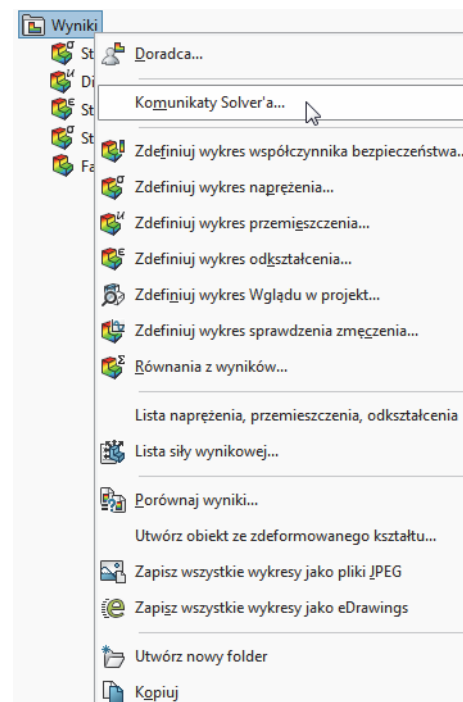 Wyniki
St
Doradca...
Di
St
Komunikaty Solver'a...
St
Zdefiniuj wykres współczynnika bezpieczeństwa..
Fa
Zdefiniuj wykres naprężenia...
Zdefiniuj wykres przemieszczenia...
Zdefiniuj wykres odkształcenia...
Zdefiniuj wykres Wglądu w projekt...
Zdefiniuj wykres sprawdzenia zmęczenia...
Równania z wyników...
Lista naprężenia, przemieszczenia, odkształcenia
Lista siły wynikowej...
Porównaj wyniki...
Utwórz obiekt ze zdeformowanego kształtu...
Zapisz wszystkie wykresy jako pliki JPEG
Zapisz wszystkie wykresy jako eDrawings
Utwórz nowy folder
Kopiuj